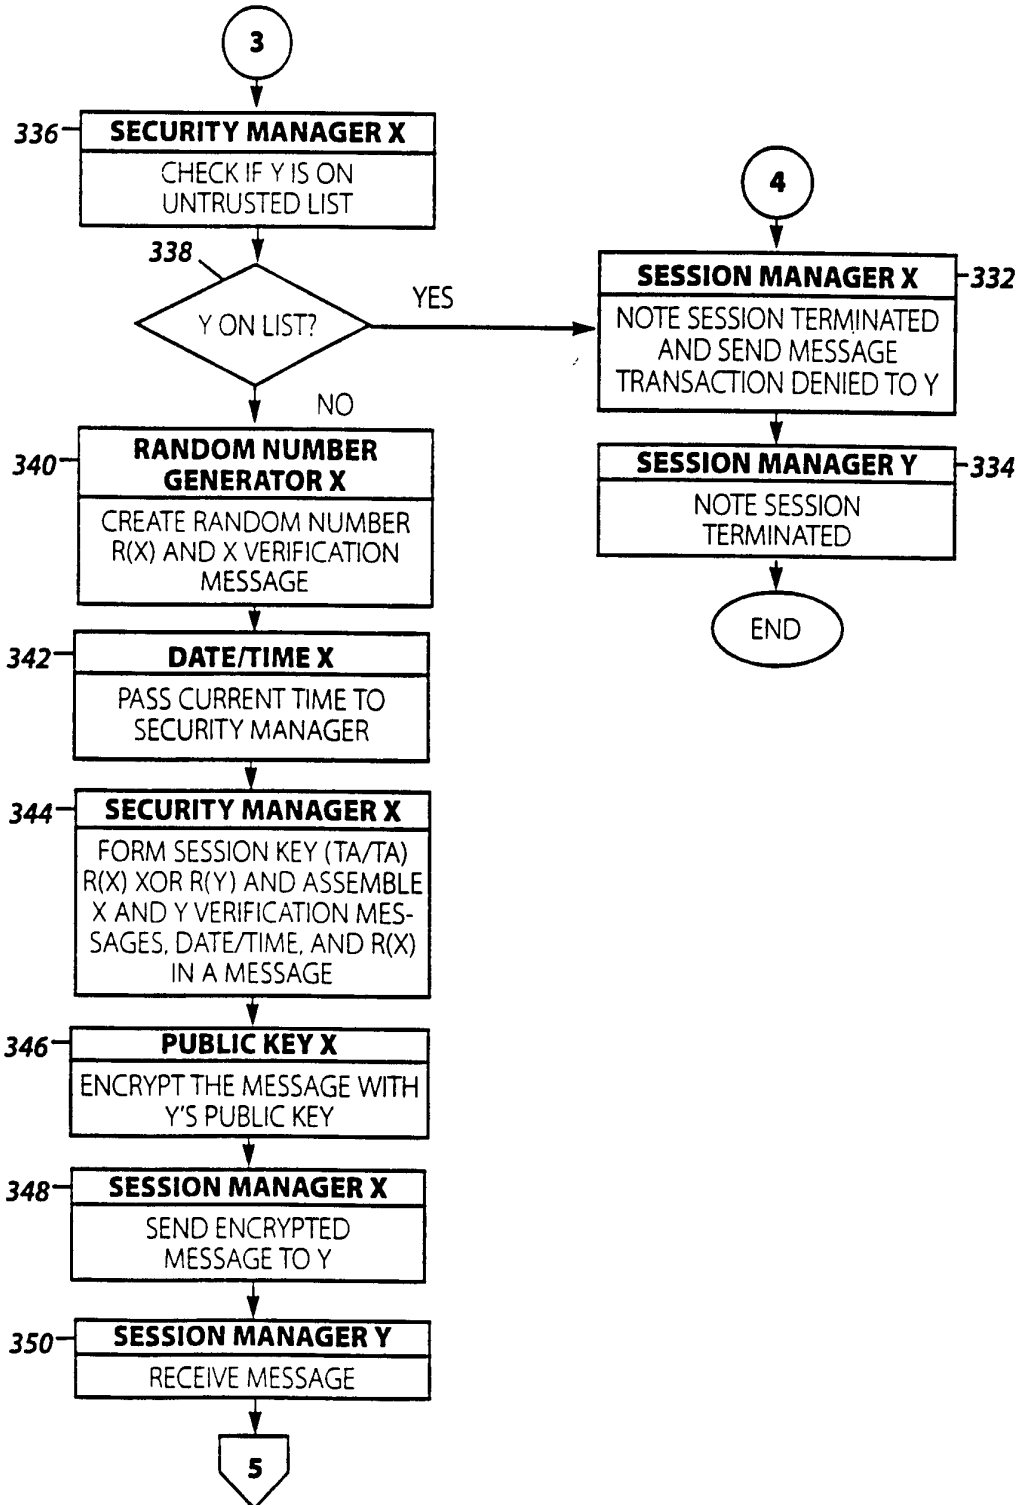 3
336
SECURITY MANAGER X
CHECK IF Y IS ON
UNTRUSTED LIST
338
Y ON LIST?
YES
NO
340
RANDOM NUMBER
GENERATOR X
CREATE RANDOM NUMBER
R(X) AND X VERIFICATION
MESSAGE
342
DATE/TIME X
PASS CURRENT TIME TO
SECURITY MANAGER
344
SECURITY MANAGER X
FORM SESSION KEY (TA/TA)
R(X) XOR R(Y) AND ASSEMBLE
X AND Y VERIFICATION MES-
SAGES, DATE/TIME, AND R(X)
IN A MESSAGE
346
PUBLIC KEY X
ENCRYPT THE MESSAGE WITH
Y'S PUBLIC KEY
348
SESSION MANAGER X
SEND ENCRYPTED
MESSAGE TO Y
350
SESSION MANAGER Y
RECEIVE MESSAGE
5
4
SESSION MANAGER X
332
NOTE SESSION TERMINATED
AND SEND MESSAGE
TRANSACTION DENIED TO Y
SESSION MANAGER Y
334
NOTE SESSION
TERMINATED
END